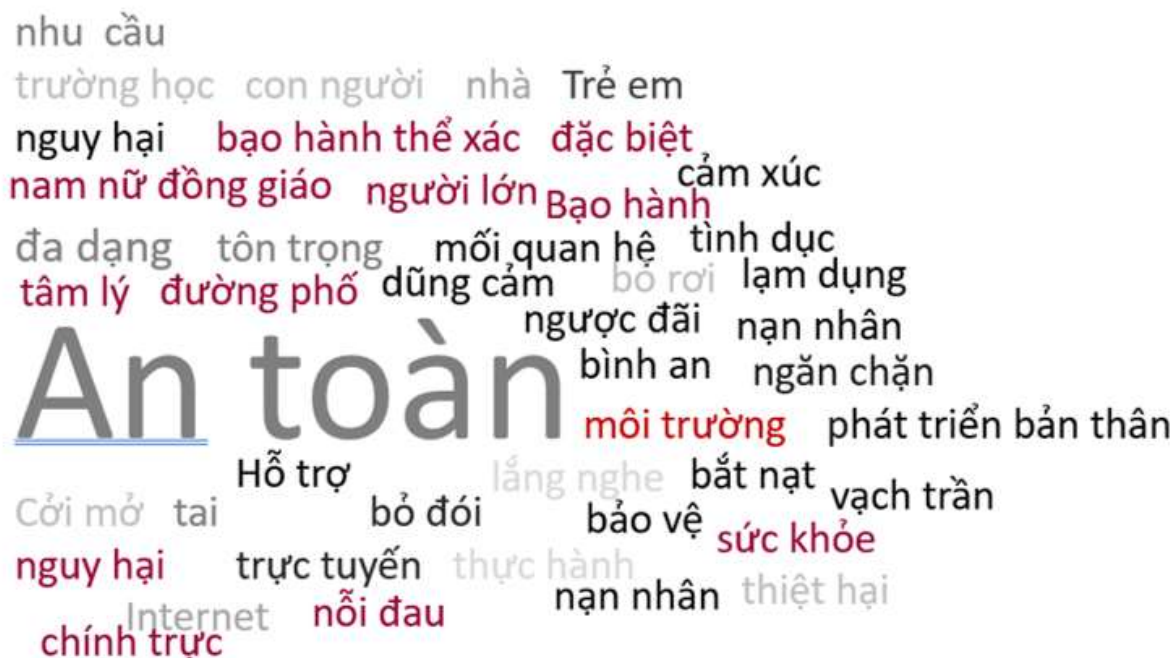 nhu cầu
trường học con người nhà Trẻ em
nguy hại bạo hành thể xác đặc biệt
cảm xúc
nam nữ đồng giáo người lớn Bạo hành
đa dạng tôn trọng mối quan hệ tình dục
tâm lý đường phố dũng cảm bỏ rơi lạm dụng
ngược đãi nạn nhân
An toàn bình an ngăn chặn
môi trường phát triển bản thân
Hỗ trợ lắng nghe bắt nạt vạch trần
Cởi mở tai bỏ đói bảo vệ sức khỏe
nguy hại trực tuyến thực hành
nạn nhân thiệt hại
Internet nỗi đau
chính trực